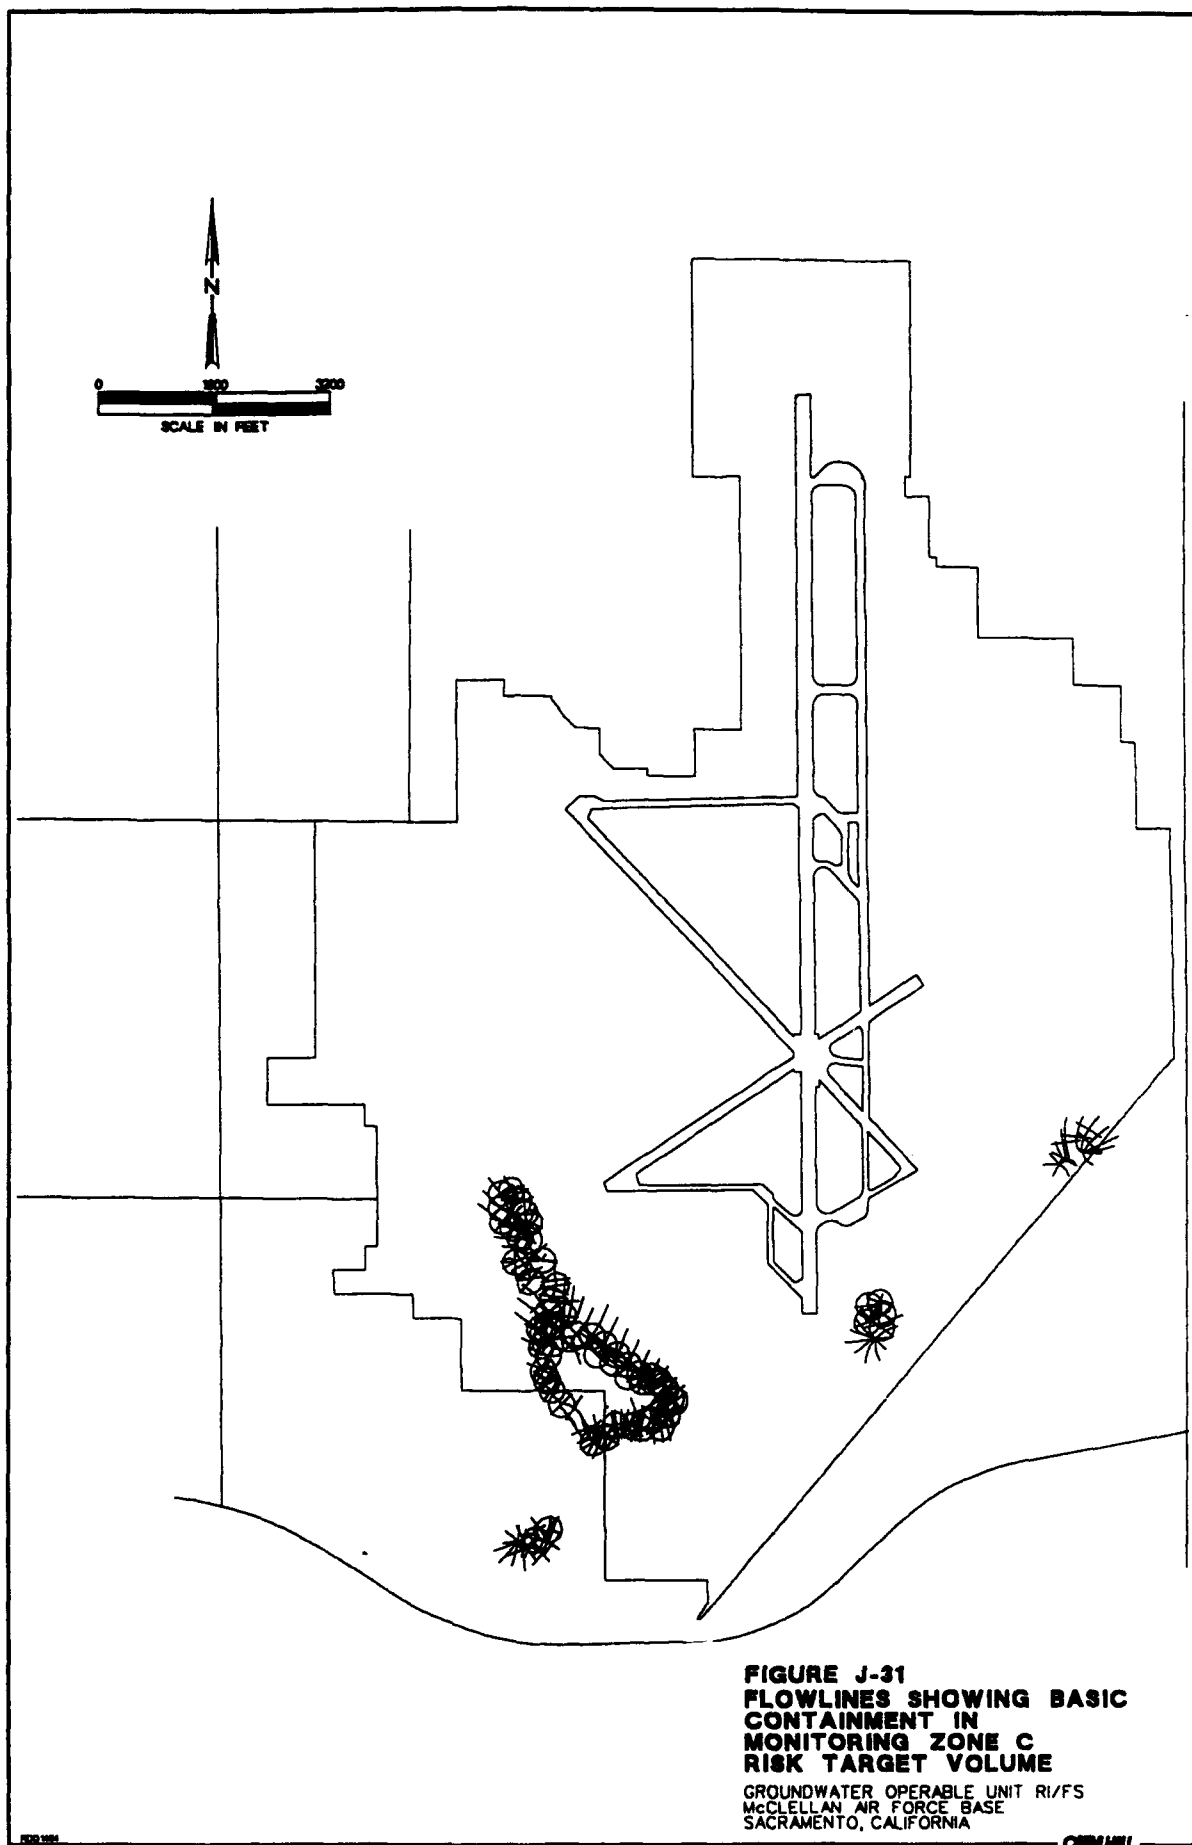 N
0 1600 3200
SCALE IN FEET
FIGURE J-31
FLOWLINES SHOWING BASIC
CONTAINMENT IN
MONITORING ZONE C
RISK TARGET VOLUME
GROUNDWATER OPERABLE UNIT RI/FS
McCLELLAN AIR FORCE BASE
SACRAMENTO, CALIFORNIA